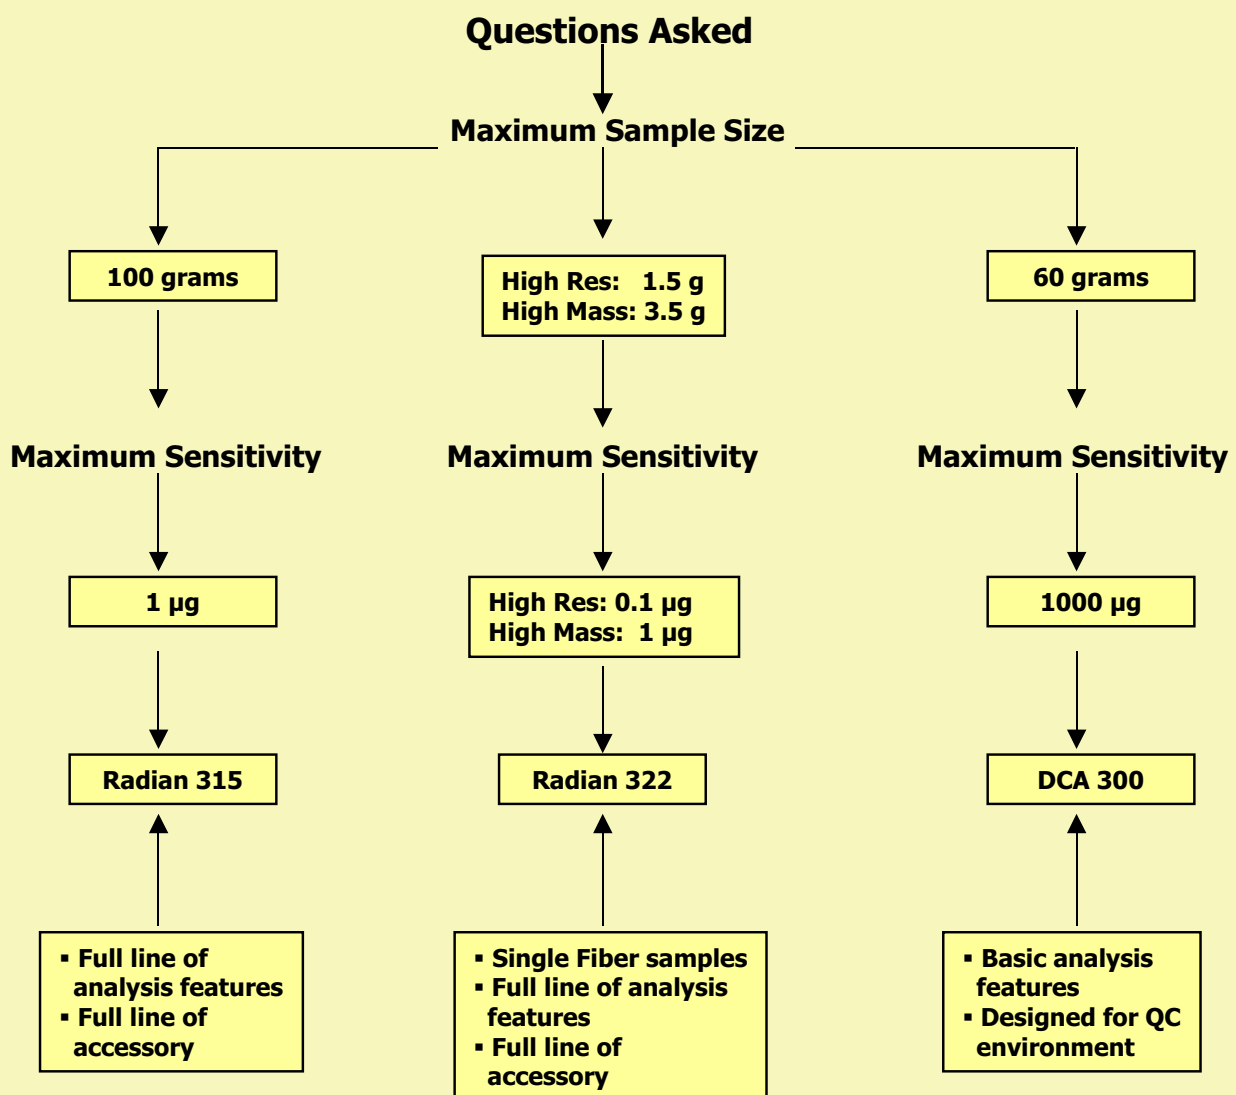 Questions Asked
Maximum Sample Size
100 grams
High Res: 1.5 g
High Mass: 3.5 g
60 grams
Maximum Sensitivity
Maximum Sensitivity
Maximum Sensitivity
1 µg
High Res: 0.1 µg
High Mass: 1 µg
1000 µg
Radian 315
Radian 322
DCA 300
▪ Full line of
analysis features
▪ Full line of
accessory
▪ Single Fiber samples
▪ Full line of analysis
features
▪ Full line of
accessory
▪ Basic analysis
features
▪ Designed for QC
environment